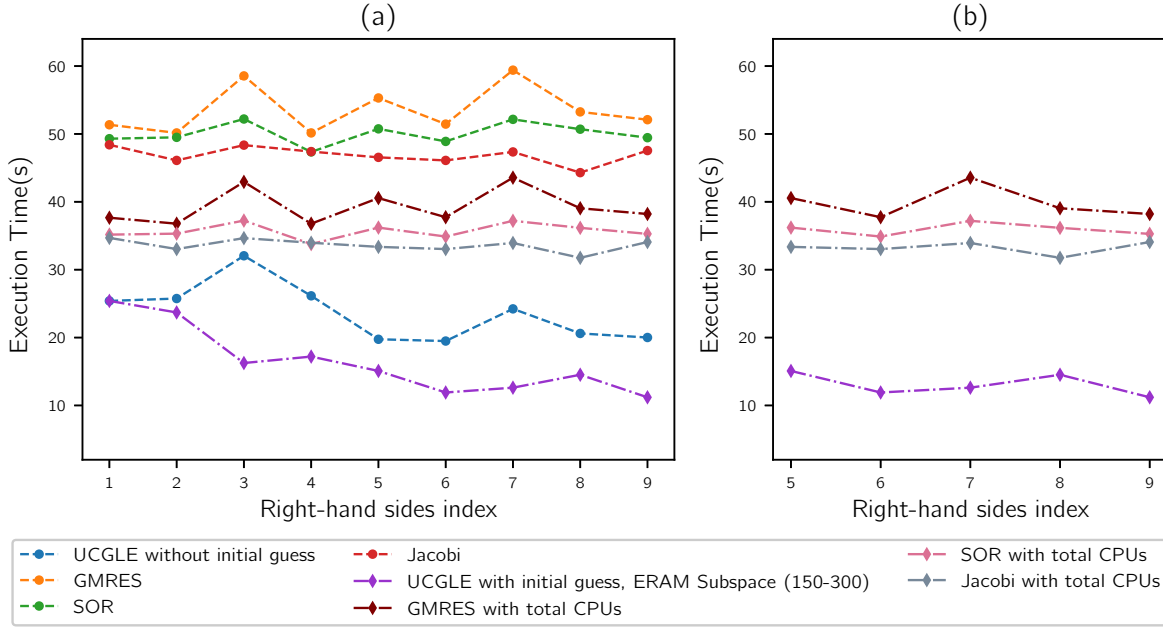 (a)
(b)
Execution Time(s)
60
50
40
30
20
10
1 2 3 4 5 6 7 8 9
Right-hand sides index
Execution Time(s)
60
50
40
30
20
10
5 6 7 8 9
Right-hand sides index
UCGLE without initial guess
GMRES
SOR
Jacobi
UCGLE with initial guess, ERAM Subspace (150-300)
GMRES with total CPUs
SOR with total CPUs
Jacobi with total CPUs